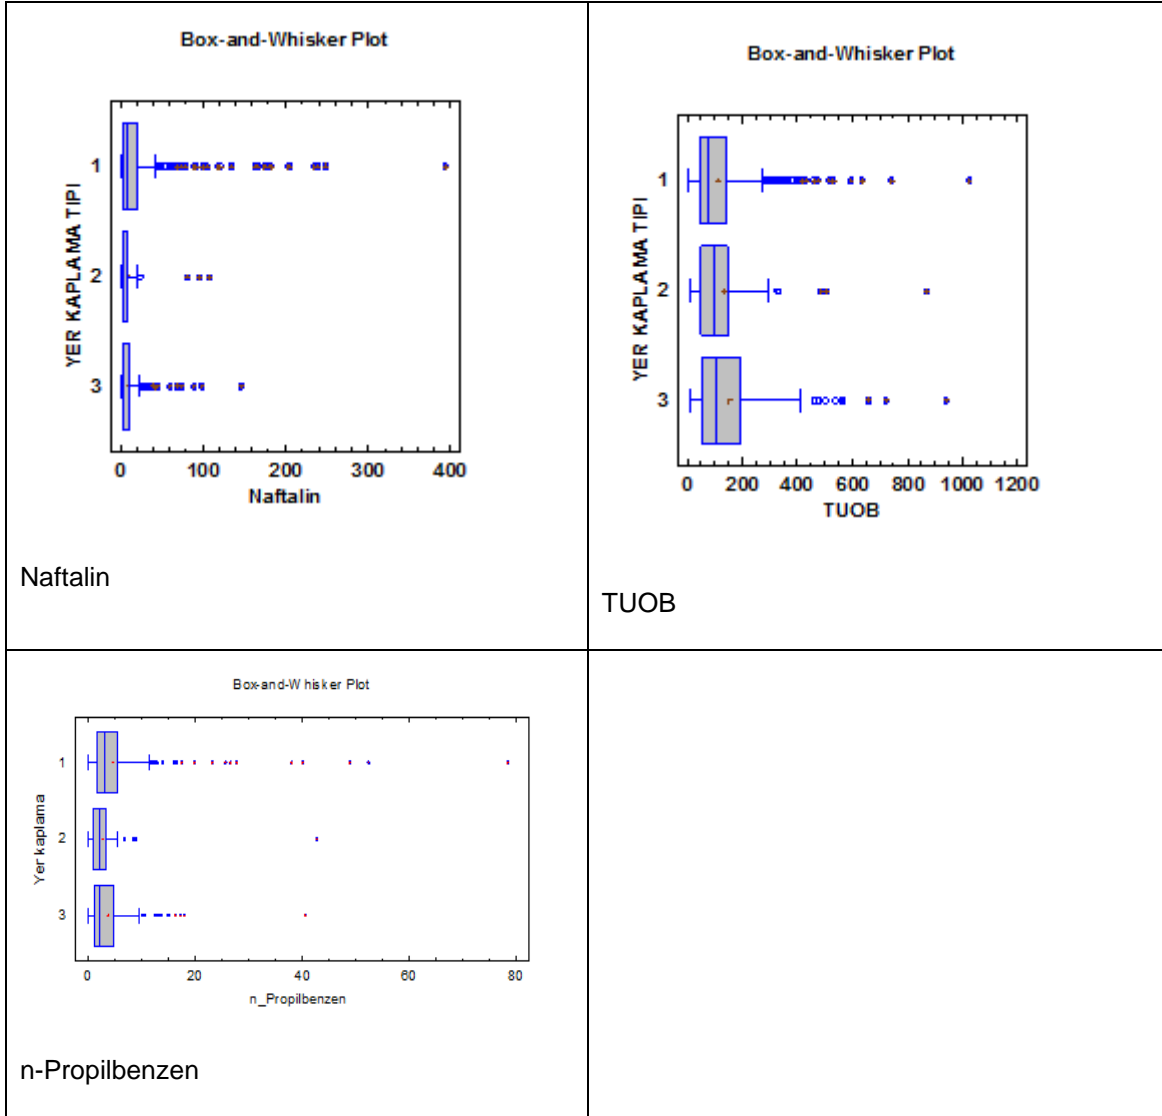 Box-and-Whisker Plot
YER KAPLAMA TIPI
1
2
3
0 100 200 300 400
Naftalin
Naftalin
Box-and-Whisker Plot
YER KAPLAMA TIPI
1
2
3
0 200 400 600 800 1000 1200
TUOB
TUOB
Box-and-Whisker Plot
Yer kaplama
1
2
3
0 20 40 60 80
n_Propilbenzen
n-Propilbenzen